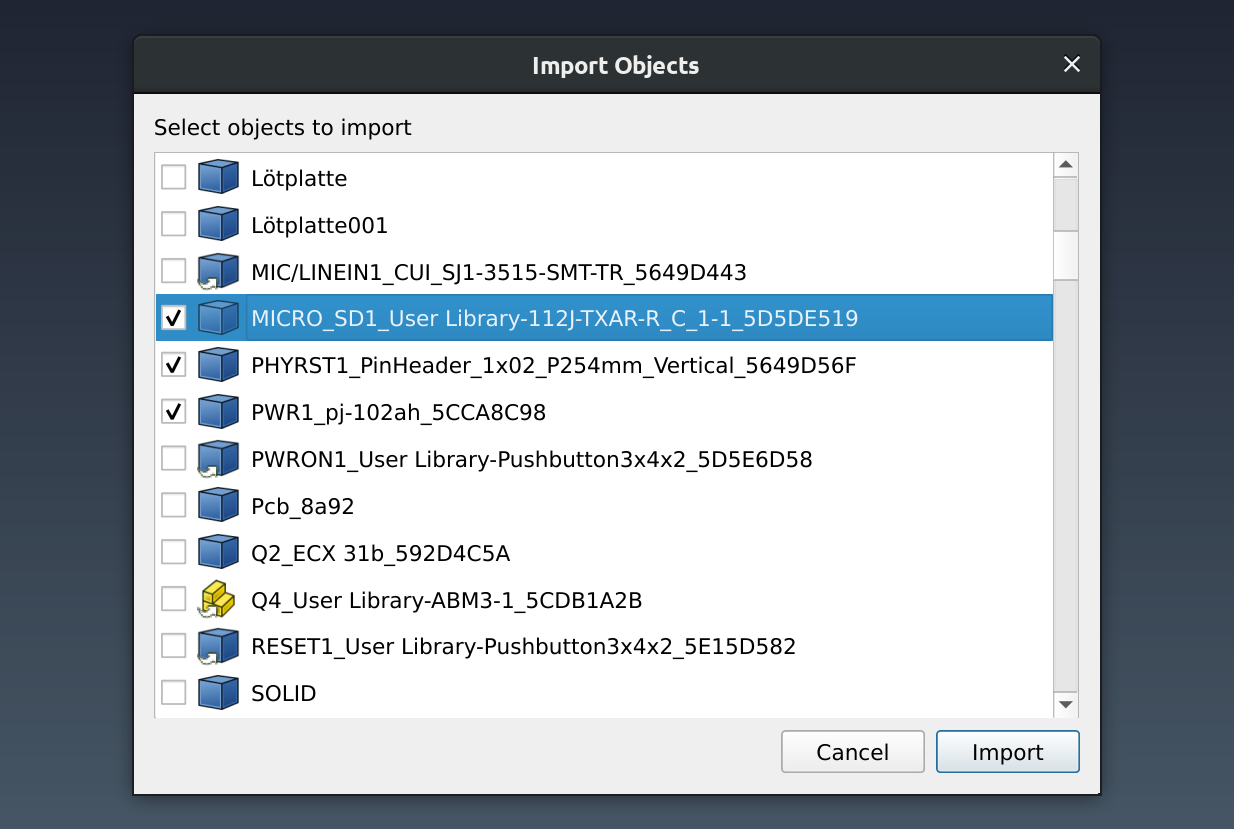 Import Objects
Select objects to import
Lötplatte
Lötplatte001
MIC/LINEIN1_CUI_SJ1-3515-SMT-TR_5649D443
MICRO_SD1_User Library-112J-TXAR-R_C_1-1_5D5DE519
PHYRST1_PinHeader_1x02_P254mm_Vertical_5649D56F
PWR1_pj-102ah_5CCA8C98
PWRON1_User Library-Pushbutton3x4x2_5D5E6D58
Pcb_8a92
Q2_ECX 31b_592D4C5A
Q4_User Library-ABM3-1_5CDB1A2B
RESET1_User Library-Pushbutton3x4x2_5E15D582
SOLID
Cancel Import